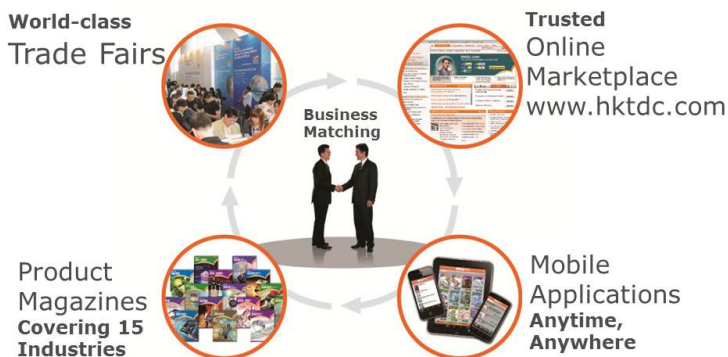 World-class
Trade Fairs
Trusted
Online
Marketplace
www.hktdc.com
Business
Matching
Product
Magazines
Covering 15
Industries
Mobile
Applications
Anytime,
Anywhere